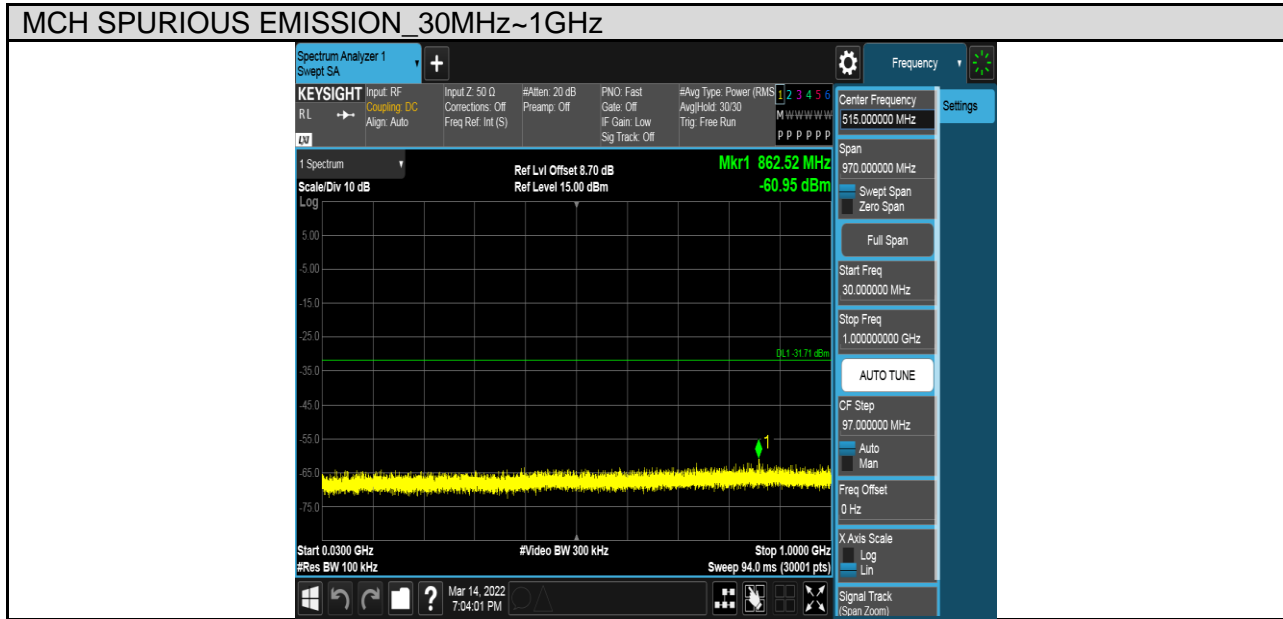 MCH SPURIOUS EMISSION_30MHz~1GHz
Spectrum Analyzer 1
Swept SA
+
Frequency
KEYSIGHT
RL
LXI
Input: RF
Coupling: DC
Align: Auto
Input Z: 50 Ω
Corrections: Off
Freq Ref: Int (S)
#Atten: 20 dB
Preamp: Off
PNO: Fast
Gate: Off
IF Gain: Low
Sig Track: Off
#Avg Type: Power (RMS
Avg|Hold: 30/30
Trig: Free Run
1 2 3 4 5 6
M W W W W W
P P P P P P
Center Frequency
515.000000 MHz
Settings
Span
970.000000 MHz
Swept Span
Zero Span
Full Span
Start Freq
30.000000 MHz
Stop Freq
1.000000000 GHz
AUTO TUNE
CF Step
97.000000 MHz
Auto
Man
Freq Offset
0 Hz
X Axis Scale
Log
Lin
Signal Track
(Span Zoom)
1 Spectrum
Scale/Div 10 dB
Log
Ref Lvl Offset 8.70 dB
Ref Level 15.00 dBm
Mkr1 862.52 MHz
-60.95 dBm
5.00
-5.00
-15.0
-25.0
DL1 -31.71 dBm
-35.0
-45.0
-55.0
1
-65.0
-75.0
Start 0.0300 GHz
#Video BW 300 kHz
Stop 1.0000 GHz
#Res BW 100 kHz
Sweep 94.0 ms (30001 pts)
?
Mar 14, 2022
7:04:01 PM